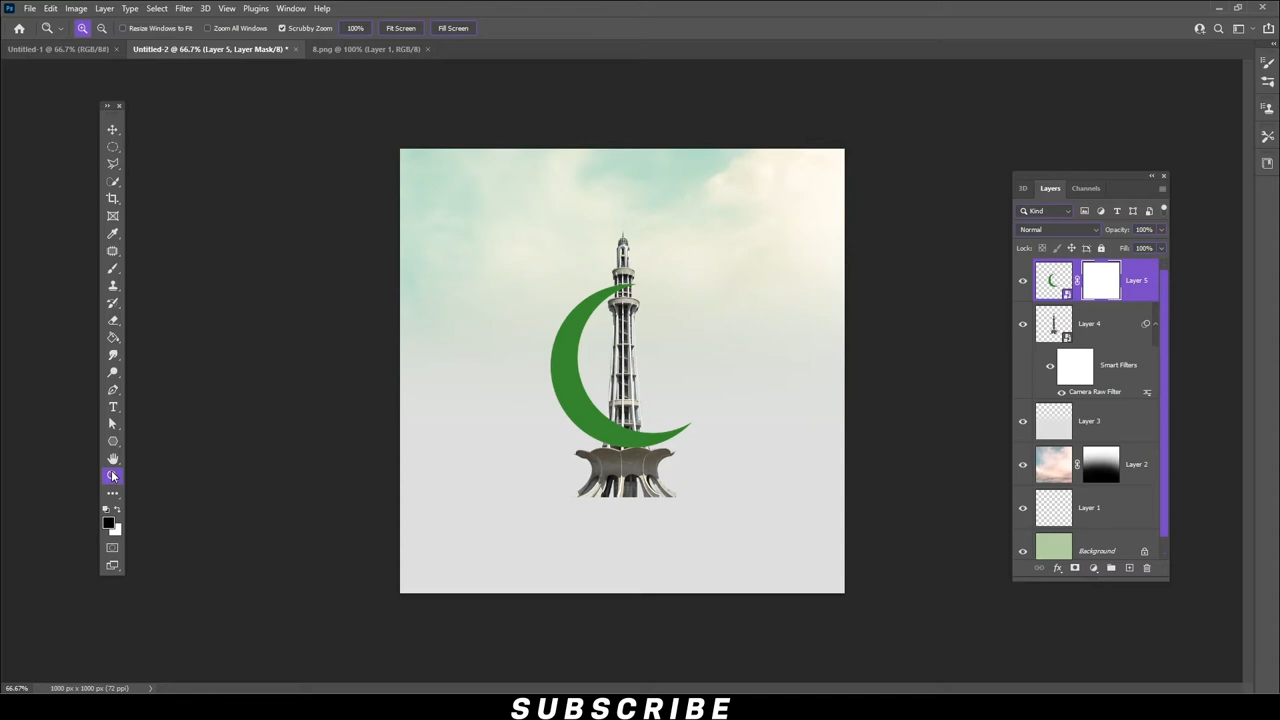 Ps File Edit Image Layer Type Select Filter 3D View Plugins Window Help
Resize Windows to Fit Zoom All Windows Scrubby Zoom 100% Fit Screen Fill Screen
Untitled-1 @ 66.7% (RGB/8#) × Untitled-2 @ 66.7% (Layer 5, Layer Mask/8) * × 8.png @ 100% (Layer 1, RGB/8) ×
3D Layers Channels
Kind
Normal Opacity: 100%
Lock: Fill: 100%
Layer 5
Layer 4
Smart Filters
Camera Raw Filter
Layer 3
Layer 2
Layer 1
Background
fx
66.67% 1000 px x 1000 px (72 ppi)
SUBSCRIBE